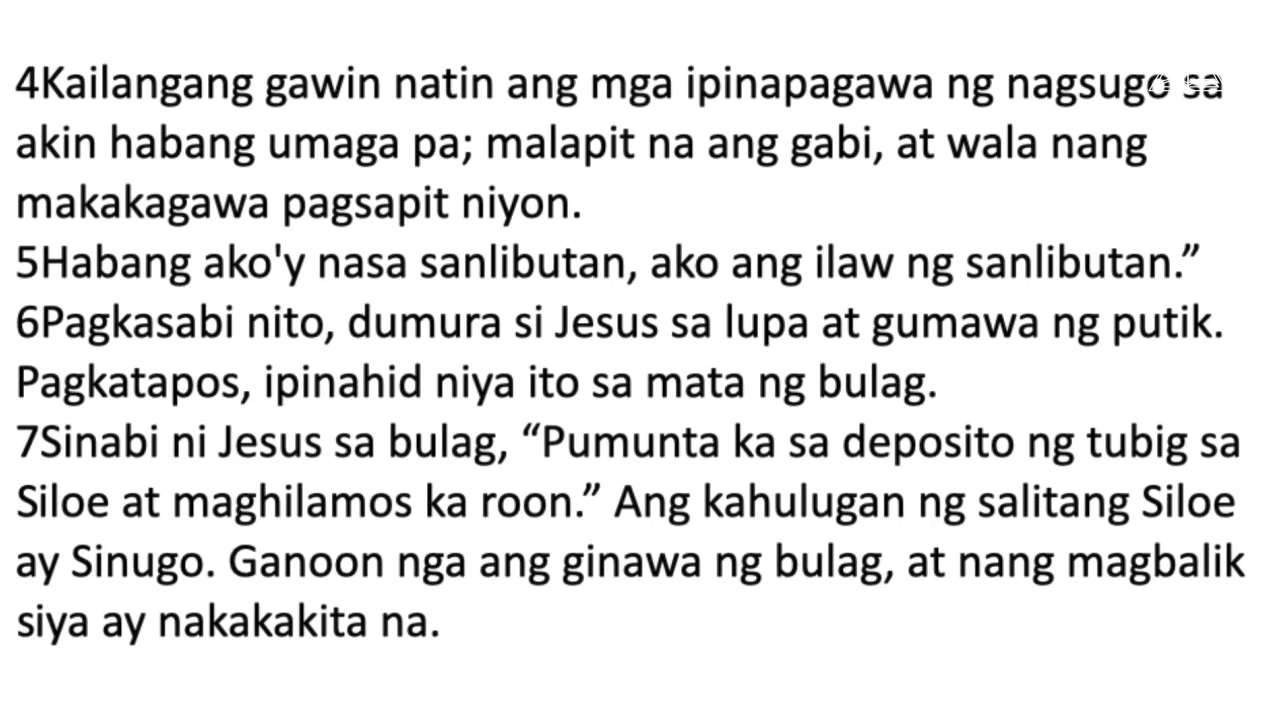 4Kailangang gawin natin ang mga ipinapagawa ng nagsugo sa
akin habang umaga pa; malapit na ang gabi, at wala nang
makakagawa pagsapit niyon.
5Habang ako'y nasa sanlibutan, ako ang ilaw ng sanlibutan.”
6Pagkasabi nito, dumura si Jesus sa lupa at gumawa ng putik.
Pagkatapos, ipinahid niya ito sa mata ng bulag.
7Sinabi ni Jesus sa bulag, “Pumunta ka sa deposito ng tubig sa
Siloe at maghilamos ka roon.” Ang kahulugan ng salitang Siloe
ay Sinugo. Ganoon nga ang ginawa ng bulag, at nang magbalik
siya ay nakakakita na.